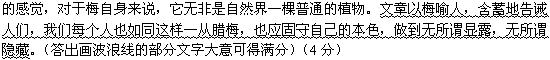 的感觉，对于梅自身来说，它无非是自然界一棵普通的植物。文章以梅喻人，含蓄地告诫
人们，我们每个人也如同这样一从腊梅，也应固守自己的本色，做到无所谓显露，无所谓
隐藏。（答出画波浪线的部分文字大意可得满分）（4 分）